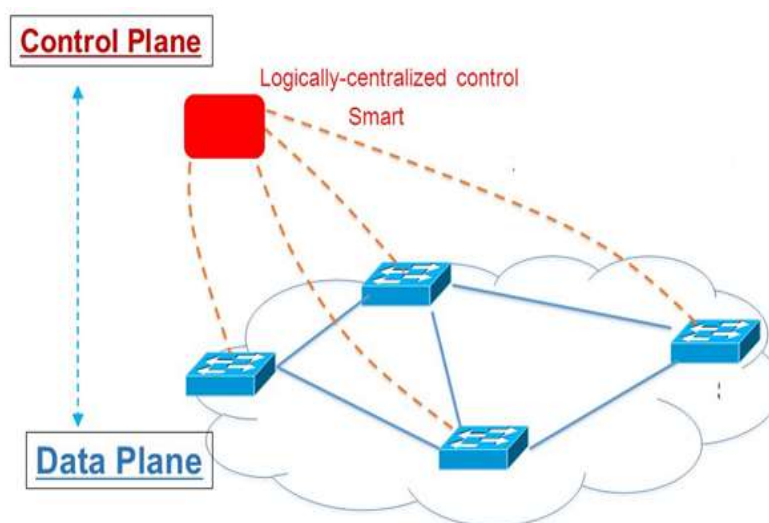 Control Plane
Logically-centralized control
Smart
Data Plane